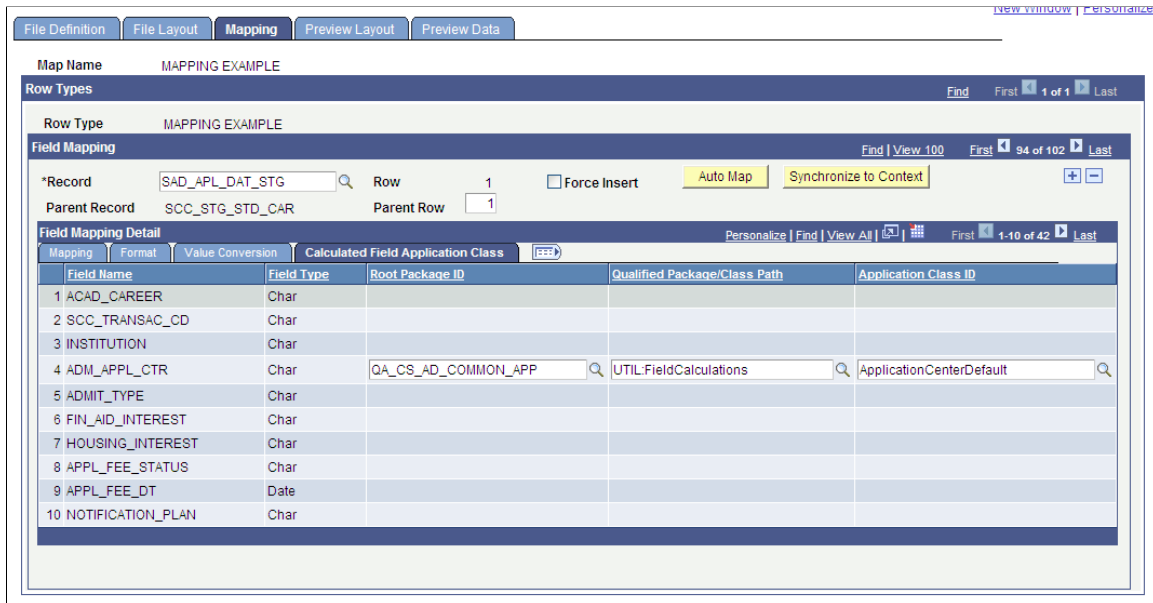 New Window | Personalize
File Definition File Layout Mapping Preview Layout Preview Data
Map Name MAPPING EXAMPLE
Row Types Find First 1 of 1 Last
Row Type MAPPING EXAMPLE
Field Mapping Find | View 100 First 94 of 102 Last
*Record SAD_APL_DAT_STG Row 1 Force Insert Auto Map Synchronize to Context
Parent Record SCC_STG_STD_CAR Parent Row 1
Field Mapping Detail Personalize | Find | View All | | First 1-10 of 42 Last
Mapping Format Value Conversion Calculated Field Application Class
Field Name Field Type Root Package ID Qualified Package/Class Path Application Class ID
1 ACAD_CAREER Char
2 SCC_TRANSAC_CD Char
3 INSTITUTION Char
4 ADM_APPL_CTR Char QA_CS_AD_COMMON_APP UTIL:FieldCalculations ApplicationCenterDefault
5 ADMIT_TYPE Char
6 FIN_AID_INTEREST Char
7 HOUSING_INTEREST Char
8 APPL_FEE_STATUS Char
9 APPL_FEE_DT Date
10 NOTIFICATION_PLAN Char